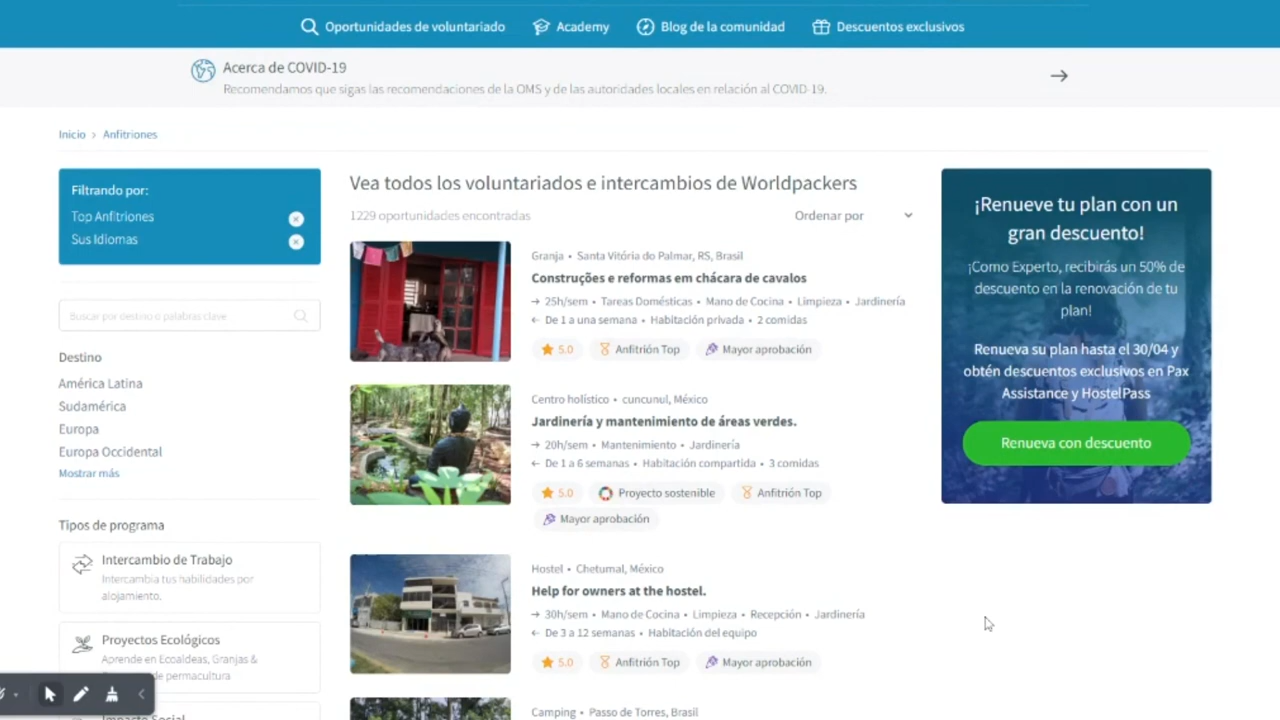 Oportunidades de voluntariado
Academy
Blog de la comunidad
Descuentos exclusivos
Acerca de COVID-19
Recomendamos que sigas las recomendaciones de la OMS y de las autoridades locales en relación al COVID-19.
Inicio > Anfitriones
Filtrando por:
Top Anfitriones
Sus Idiomas
Buscar por destino o palabras clave
Destino
América Latina
Sudamérica
Europa
Europa Occidental
Mostrar más
Tipos de programa
Intercambio de Trabajo
Intercambia tus habilidades por
alojamiento.
Proyectos Ecológicos
Aprende en Ecoaldeas, Granjas &
de permacultura
Impacto Social
Vea todos los voluntariados e intercambios de Worldpackers
1229 oportunidades encontradas
Ordenar por
Granja • Santa Vitória do Palmar, RS, Brasil
Construções e reformas em chácara de cavalos
→ 25h/sem • Tareas Domésticas • Mano de Cocina • Limpieza • Jardinería
← De 1 a una semana • Habitación privada • 2 comidas
5.0 Anfitrión Top Mayor aprobación
Centro holístico • cuncunul, México
Jardinería y mantenimiento de áreas verdes.
→ 20h/sem • Mantenimiento • Jardinería
← De 1 a 6 semanas • Habitación compartida • 3 comidas
5.0 Proyecto sostenible Anfitrión Top
Mayor aprobación
Hostel • Chetumal, México
Help for owners at the hostel.
→ 30h/sem • Mano de Cocina • Limpieza • Recepción • Jardinería
← De 3 a 12 semanas • Habitación del equipo
5.0 Anfitrión Top Mayor aprobación
Camping • Passo de Torres, Brasil
¡Renueve tu plan con un
gran descuento!
¡Como Experto, recibirás un 50% de
descuento en la renovación de tu
plan!
Renueva su plan hasta el 30/04 y
obtén descuentos exclusivos en Pax
Assistance y HostelPass
Renueva con descuento